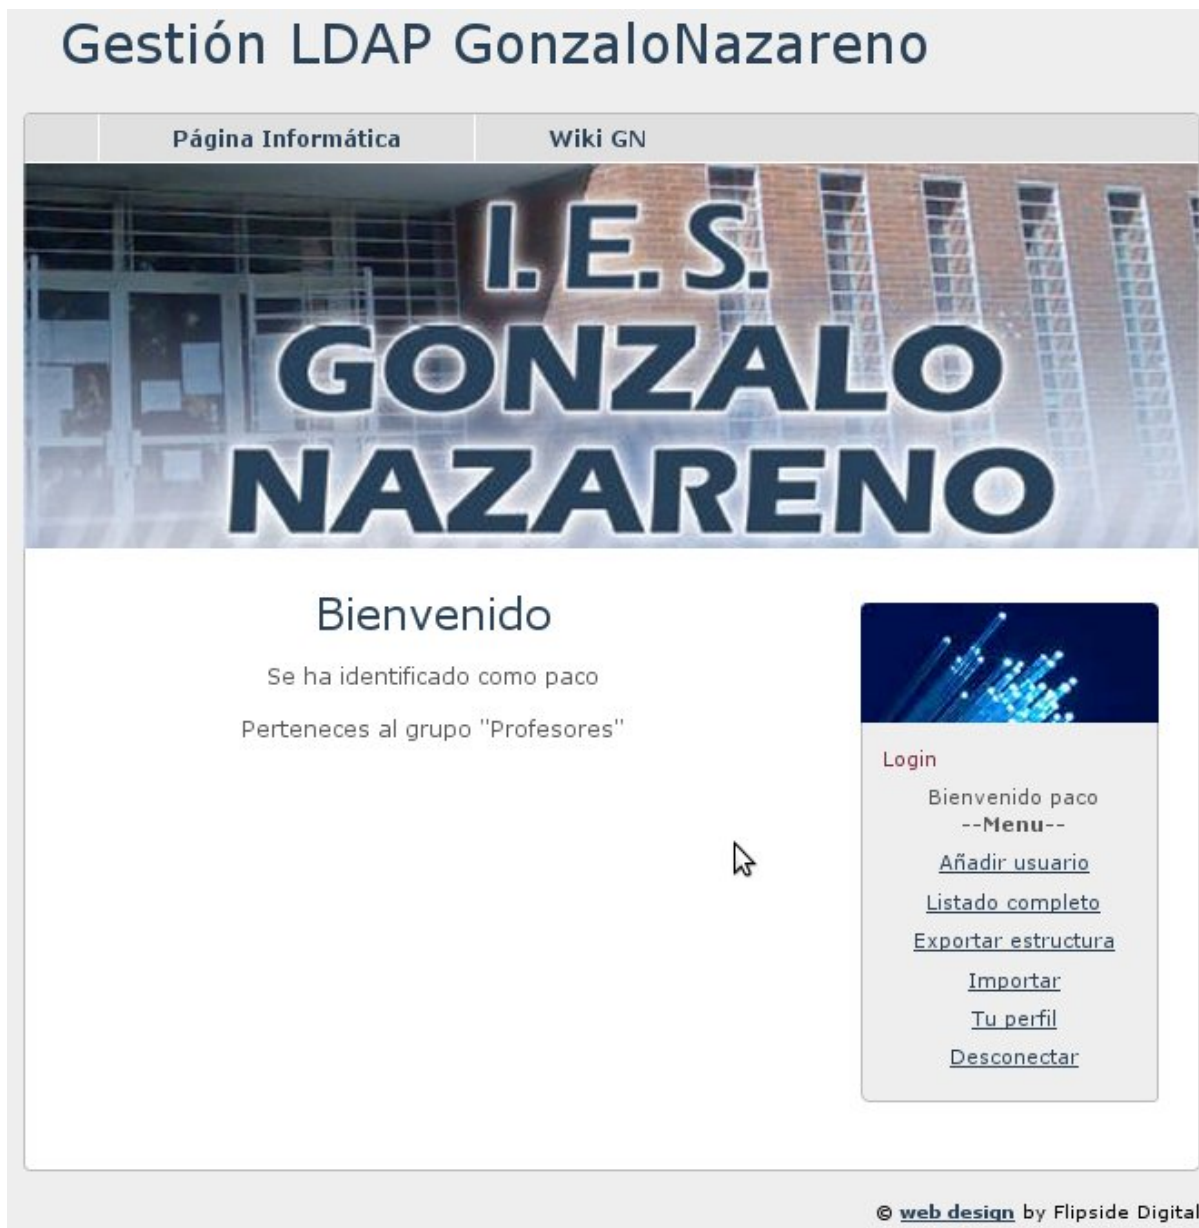 Gestión LDAP GonzaloNazareno
Página Informática
Wiki GN
I.E.S.
GONZALO
NAZARENO
Bienvenido
Se ha identificado como paco
Perteneces al grupo "Profesores"
Login
Bienvenido paco
--Menu--
Añadir usuario
Listado completo
Exportar estructura
Importar
Tu perfil
Desconectar
© web design by Flipside Digital